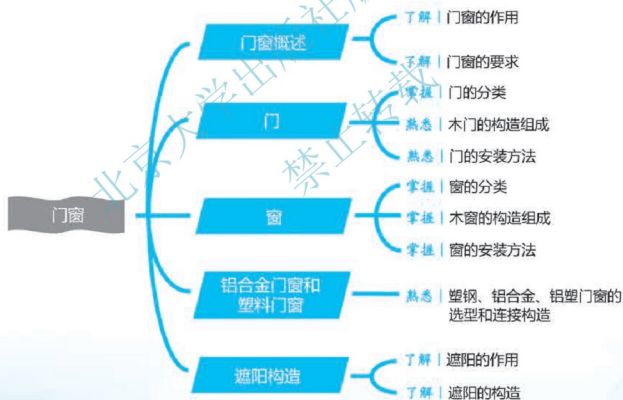 门窗
门窗概述
了解 门窗的作用
了解 门窗的要求
门
掌握 门的分类
熟悉 木门的构造组成
熟悉 门的安装方法
窗
掌握 窗的分类
掌握 木窗的构造组成
掌握 窗的安装方法
铝合金门窗和
塑料门窗
熟悉 塑钢、铝合金、铝塑门窗的
选型和连接构造
遮阳构造
了解 遮阳的作用
了解 遮阳的构造
北京大学出版社版
禁止转载